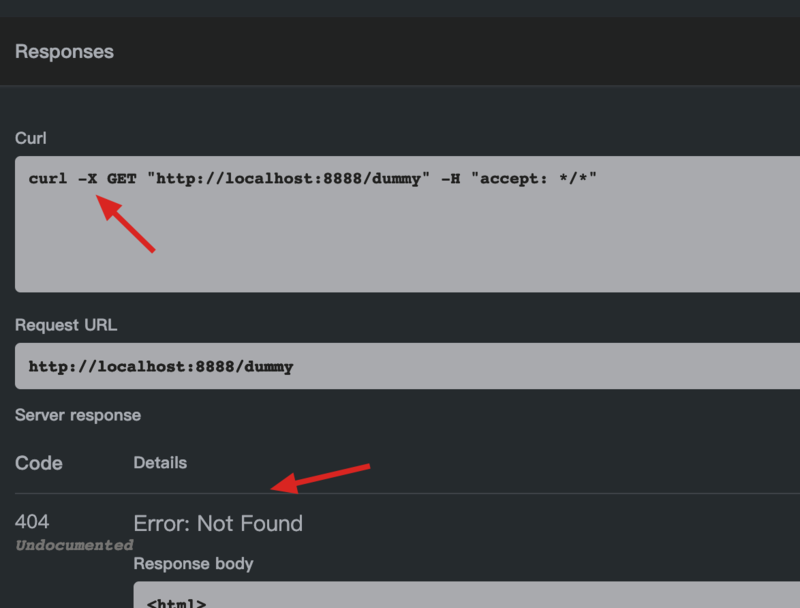 Responses
Curl
curl -X GET "http://localhost:8888/dummy" -H "accept: */*"
Request URL
http://localhost:8888/dummy
Server response
Code Details
404 Error: Not Found
Undocumented
Response body
<html>